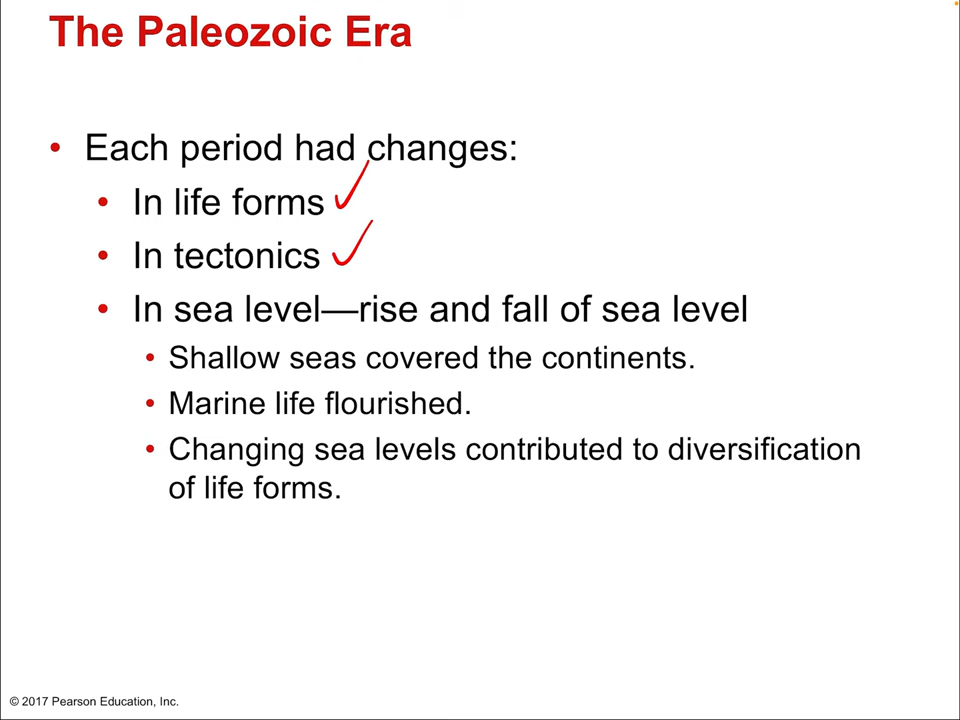 The Paleozoic Era
• Each period had changes:
• In life forms
• In tectonics
• In sea level—rise and fall of sea level
• Shallow seas covered the continents.
• Marine life flourished.
• Changing sea levels contributed to diversification
of life forms.
© 2017 Pearson Education, Inc.